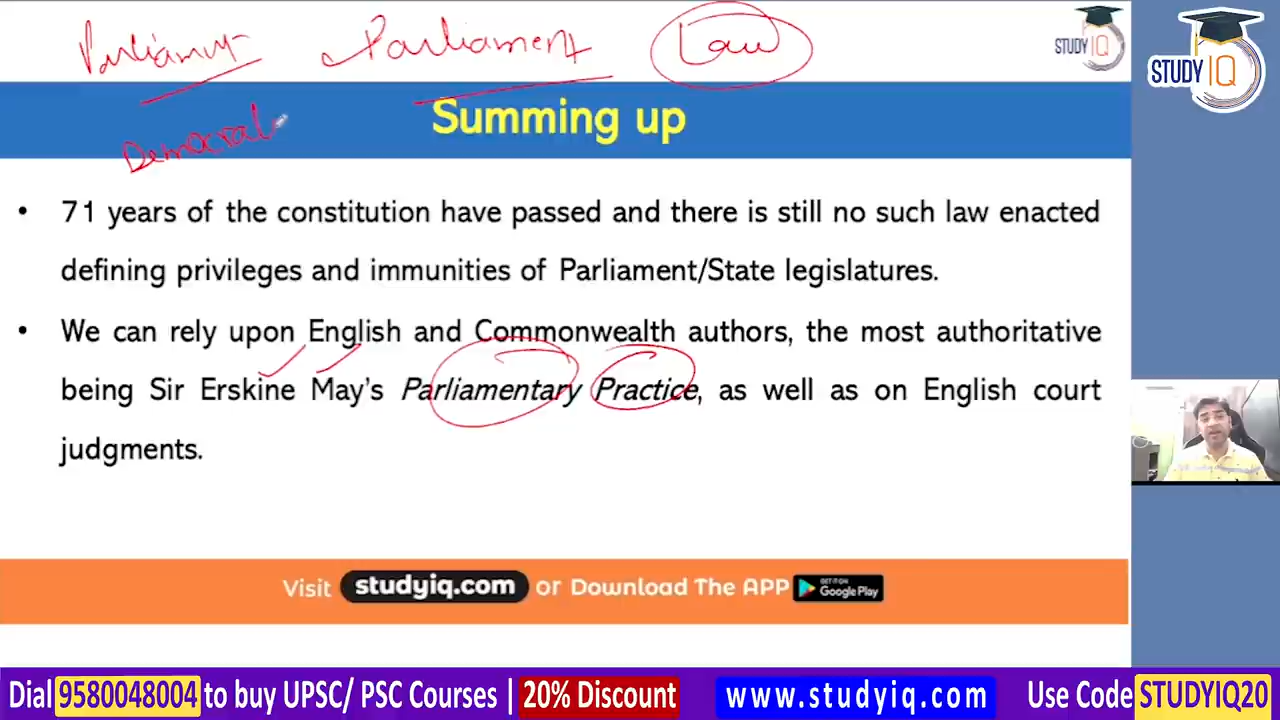 Parliament Parliament Law
STUDY IQ
STUDY IQ
Summing up
• 71 years of the constitution have passed and there is still no such law enacted
defining privileges and immunities of Parliament/State legislatures.
• We can rely upon English and Commonwealth authors, the most authoritative
being Sir Erskine May's Parliamentary Practice, as well as on English court
judgments.
Visit studyiq.com or Download The APP GET IT ON Google Play
Dial 9580048004 to buy UPSC/ PSC Courses | 20% Discount www.studyiq.com Use Code STUDYIQ20